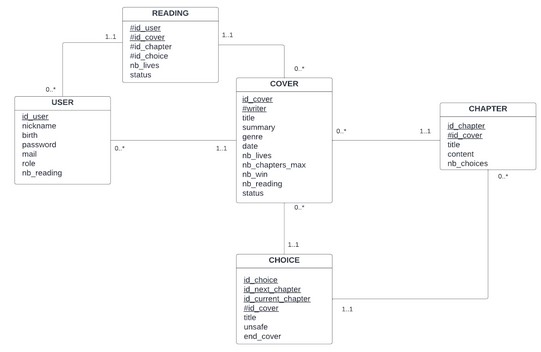 READING
#id_user
#id_cover
#id_chapter
#id_choice
nb_lives
status
1..1
1..1
0..*
0..*
USER
id_user
nickname
birth
password
mail
role
nb_reading
0..*
1..1
COVER
id_cover
#writer
title
summary
genre
date
nb_lives
nb_chapters_max
nb_win
nb_reading
status
0..*
1..1
CHAPTER
id_chapter
#id_cover
title
content
nb_choices
0..*
0..*
1..1
CHOICE
id_choice
id_next_chapter
id_current_chapter
#id_cover
title
unsafe
end_cover
1..1